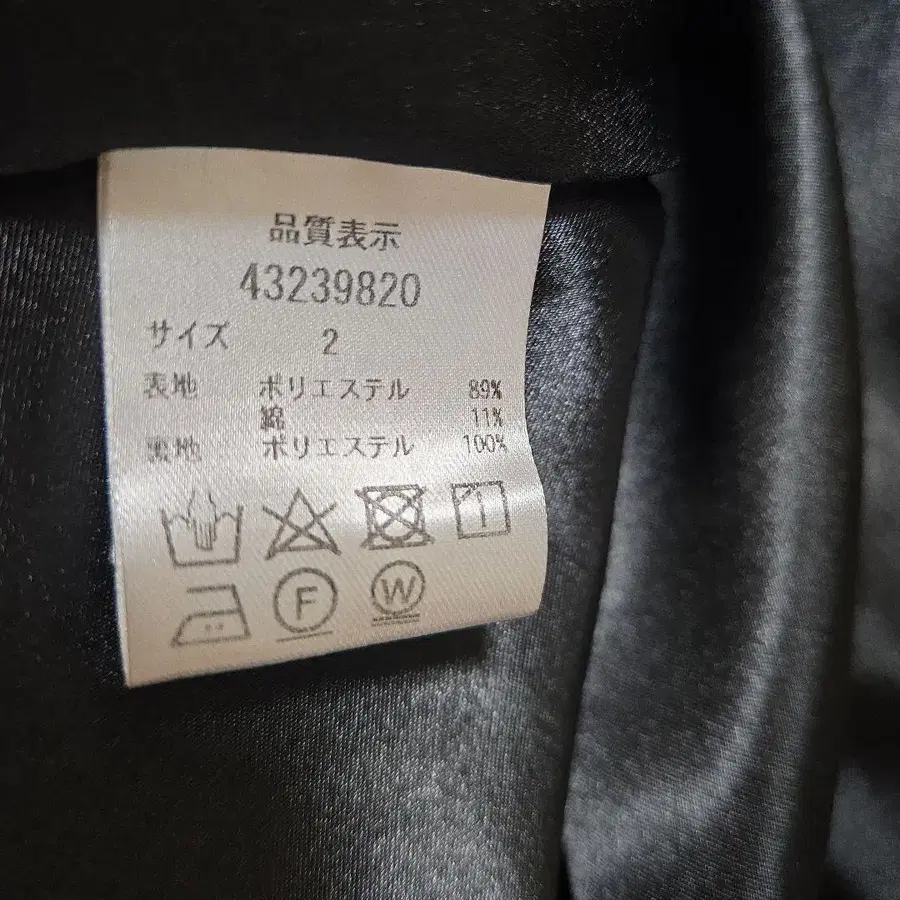 品質表示
43239820
サイズ 2
表地 ポリエステル 89%
綿 11%
裏地 ポリエステル 100%
F W